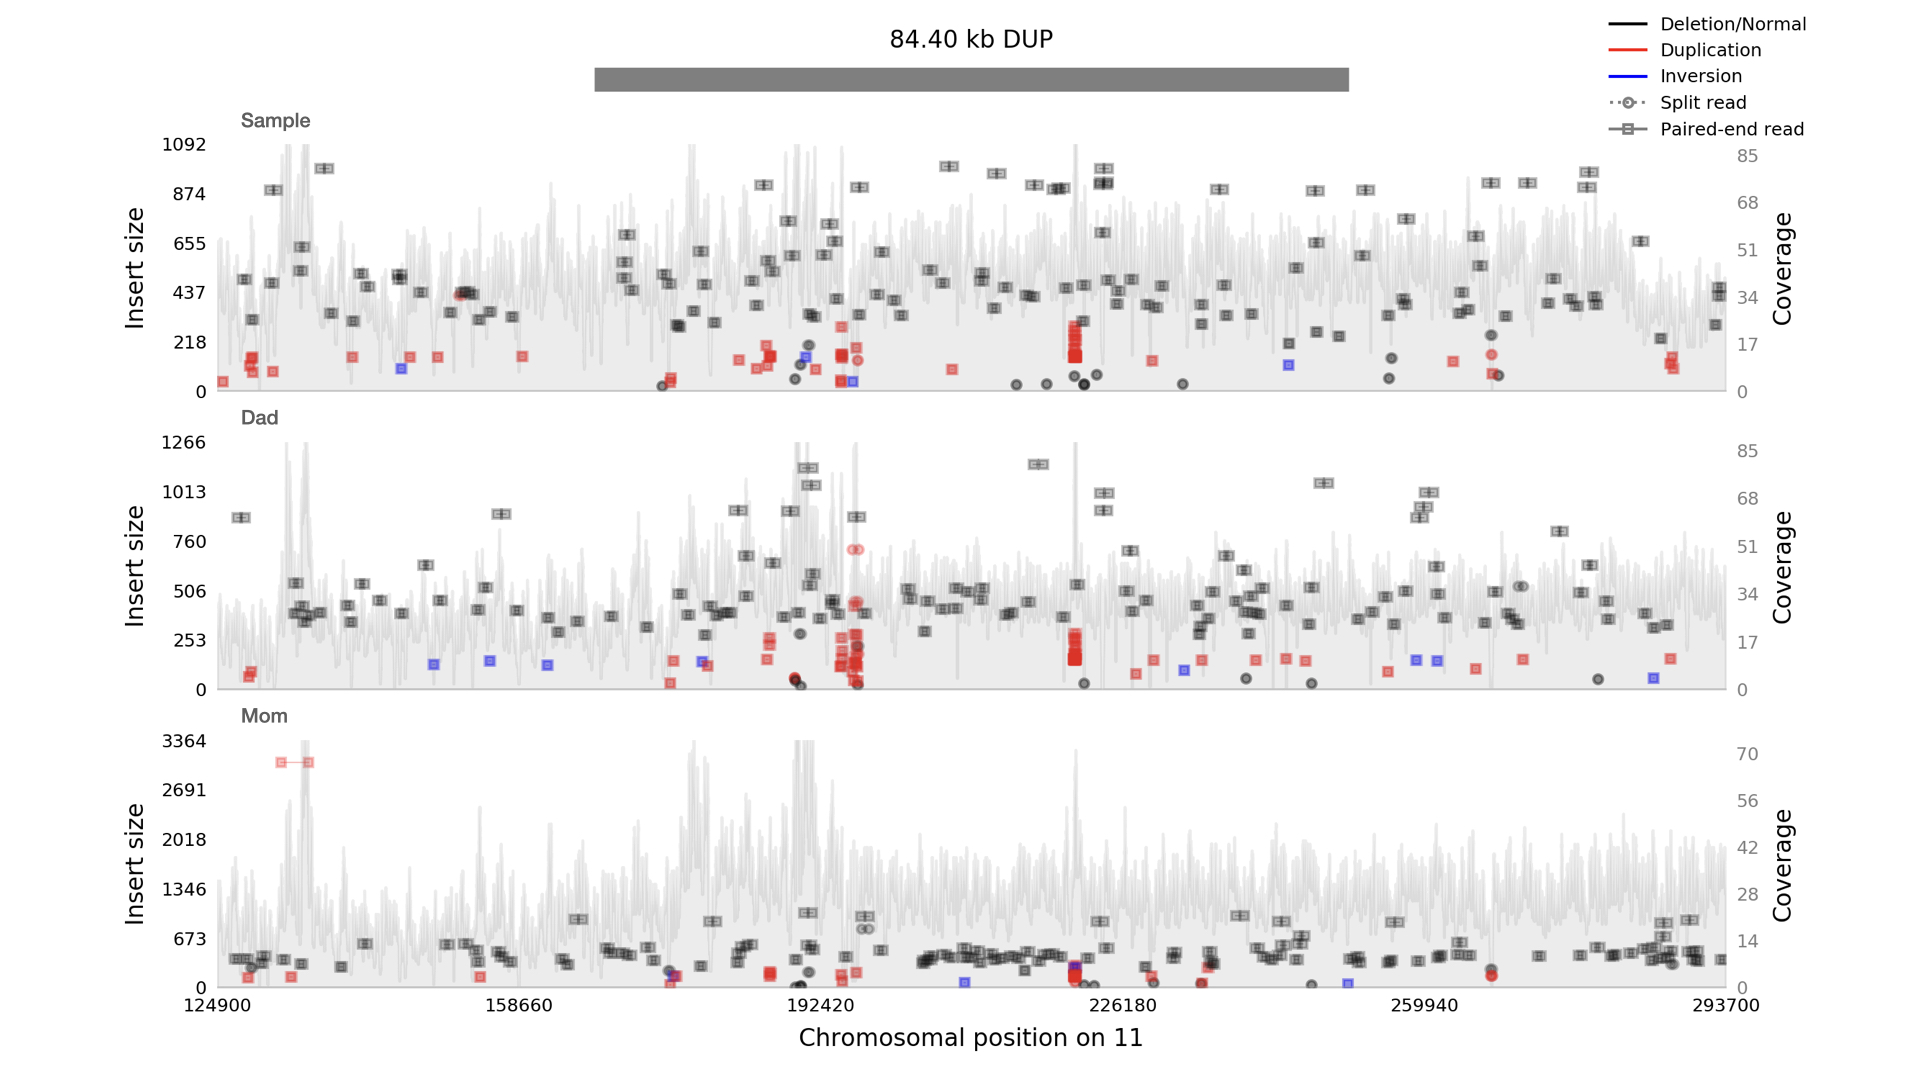 84.40 kb DUP
Deletion/Normal
Duplication
Inversion
Split read
Paired-end read
Sample
1092
874
655
437
218
0
Insert size
85
68
51
34
17
0
Coverage
Dad
1266
1013
760
506
253
0
Insert size
85
68
51
34
17
0
Coverage
Mom
3364
2691
2018
1346
673
0
Insert size
70
56
42
28
14
0
Coverage
124900 158660 192420 226180 259940 293700
Chromosomal position on 11